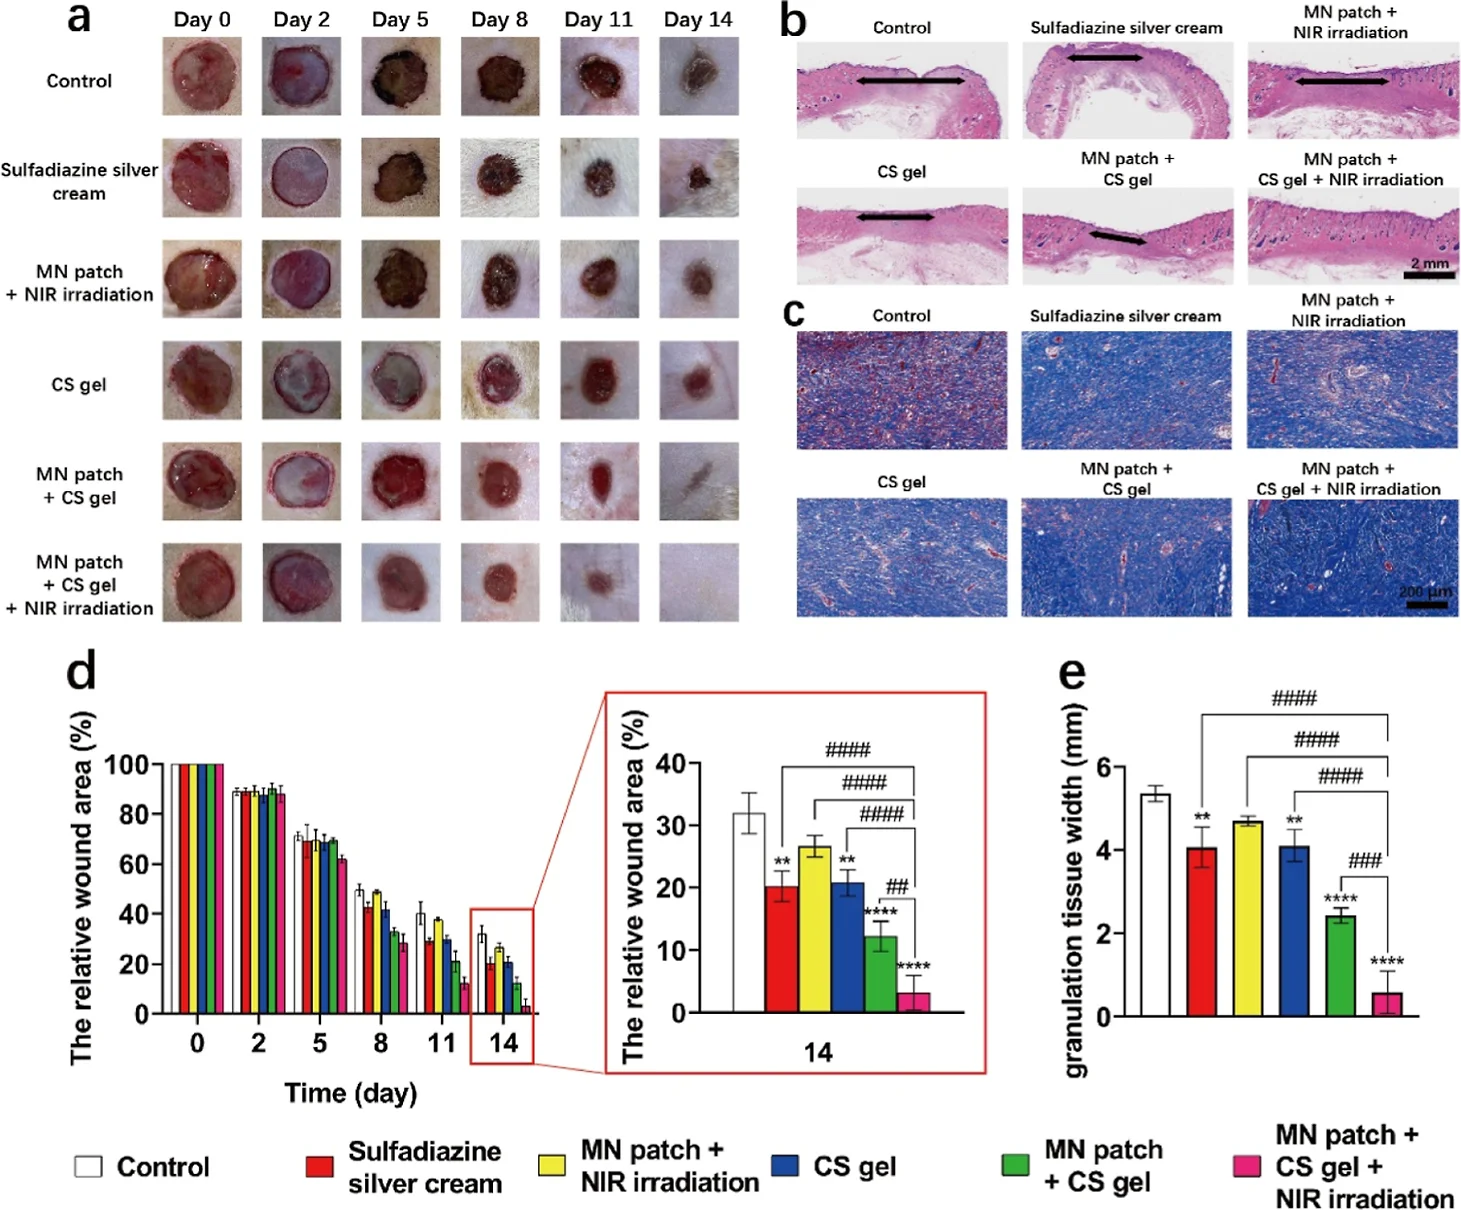 a
Day 0 Day 2 Day 5 Day 8 Day 11 Day 14
Control
Sulfadiazine silver
cream
MN patch
+ NIR irradiation
CS gel
MN patch
+ CS gel
MN patch
+ CS gel
+ NIR irradiation
b
Control
Sulfadiazine silver cream
MN patch +
NIR irradiation
CS gel
MN patch +
CS gel
MN patch +
CS gel + NIR irradiation
2 mm
c
Control
Sulfadiazine silver cream
MN patch +
NIR irradiation
CS gel
MN patch +
CS gel
MN patch +
CS gel + NIR irradiation
200 μm
d
The relative wound area (%)
100
80
60
40
20
0
0 2 5 8 11 14
Time (day)
The relative wound area (%)
40
30
20
10
0
####
####
####
##
**
**
****
****
14
e
granulation tissue width (mm)
6
4
2
0
####
####
####
###
**
**
****
****
Control
Sulfadiazine
silver cream
MN patch +
NIR irradiation
CS gel
MN patch
+ CS gel
MN patch +
CS gel +
NIR irradiation